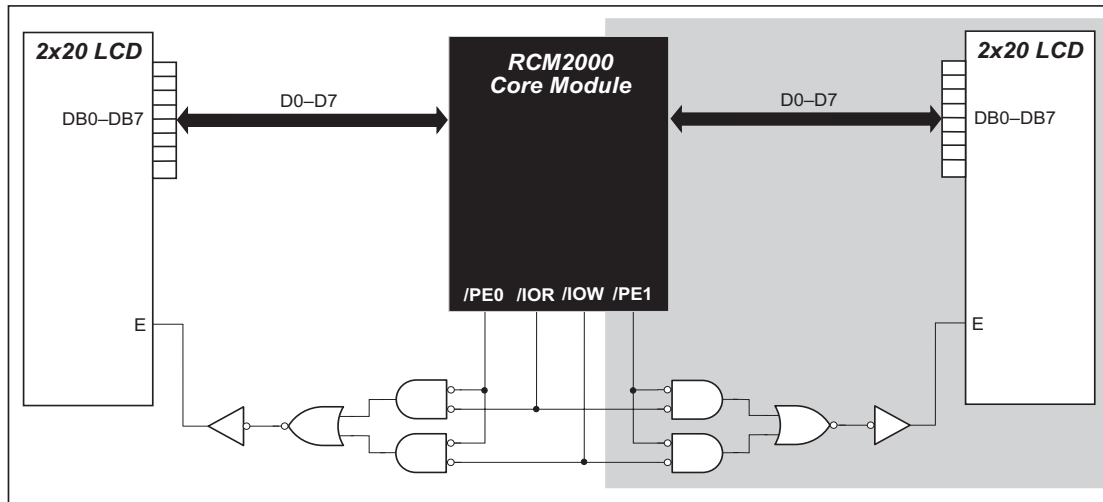 2x20 LCD
DB0–DB7
E
D0–D7
RCM2000
Core Module
/PE0 /IOR /IOW /PE1
D0–D7
2x20 LCD
DB0–DB7
E